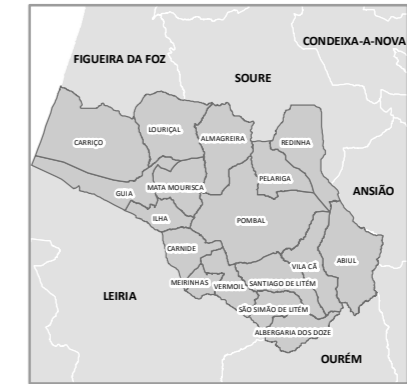 CONDEIXA-A-NOVA
FIGUEIRA DA FOZ
SOURE
LOURIÇAL
ALMAGREIRA
CARRIÇO
REDINHA
PELARIGA
MATA MOURISCA
GUIA
ANSIÃO
ILHA
POMBAL
CARNIDE
ABIUL
VILA CÃ
MEIRINHAS
VERMOIL
SANTIAGO DE LITÉM
LEIRIA
SÃO SIMÃO DE LITÉM
ALBERGARIA DOS DOZE
OURÉM